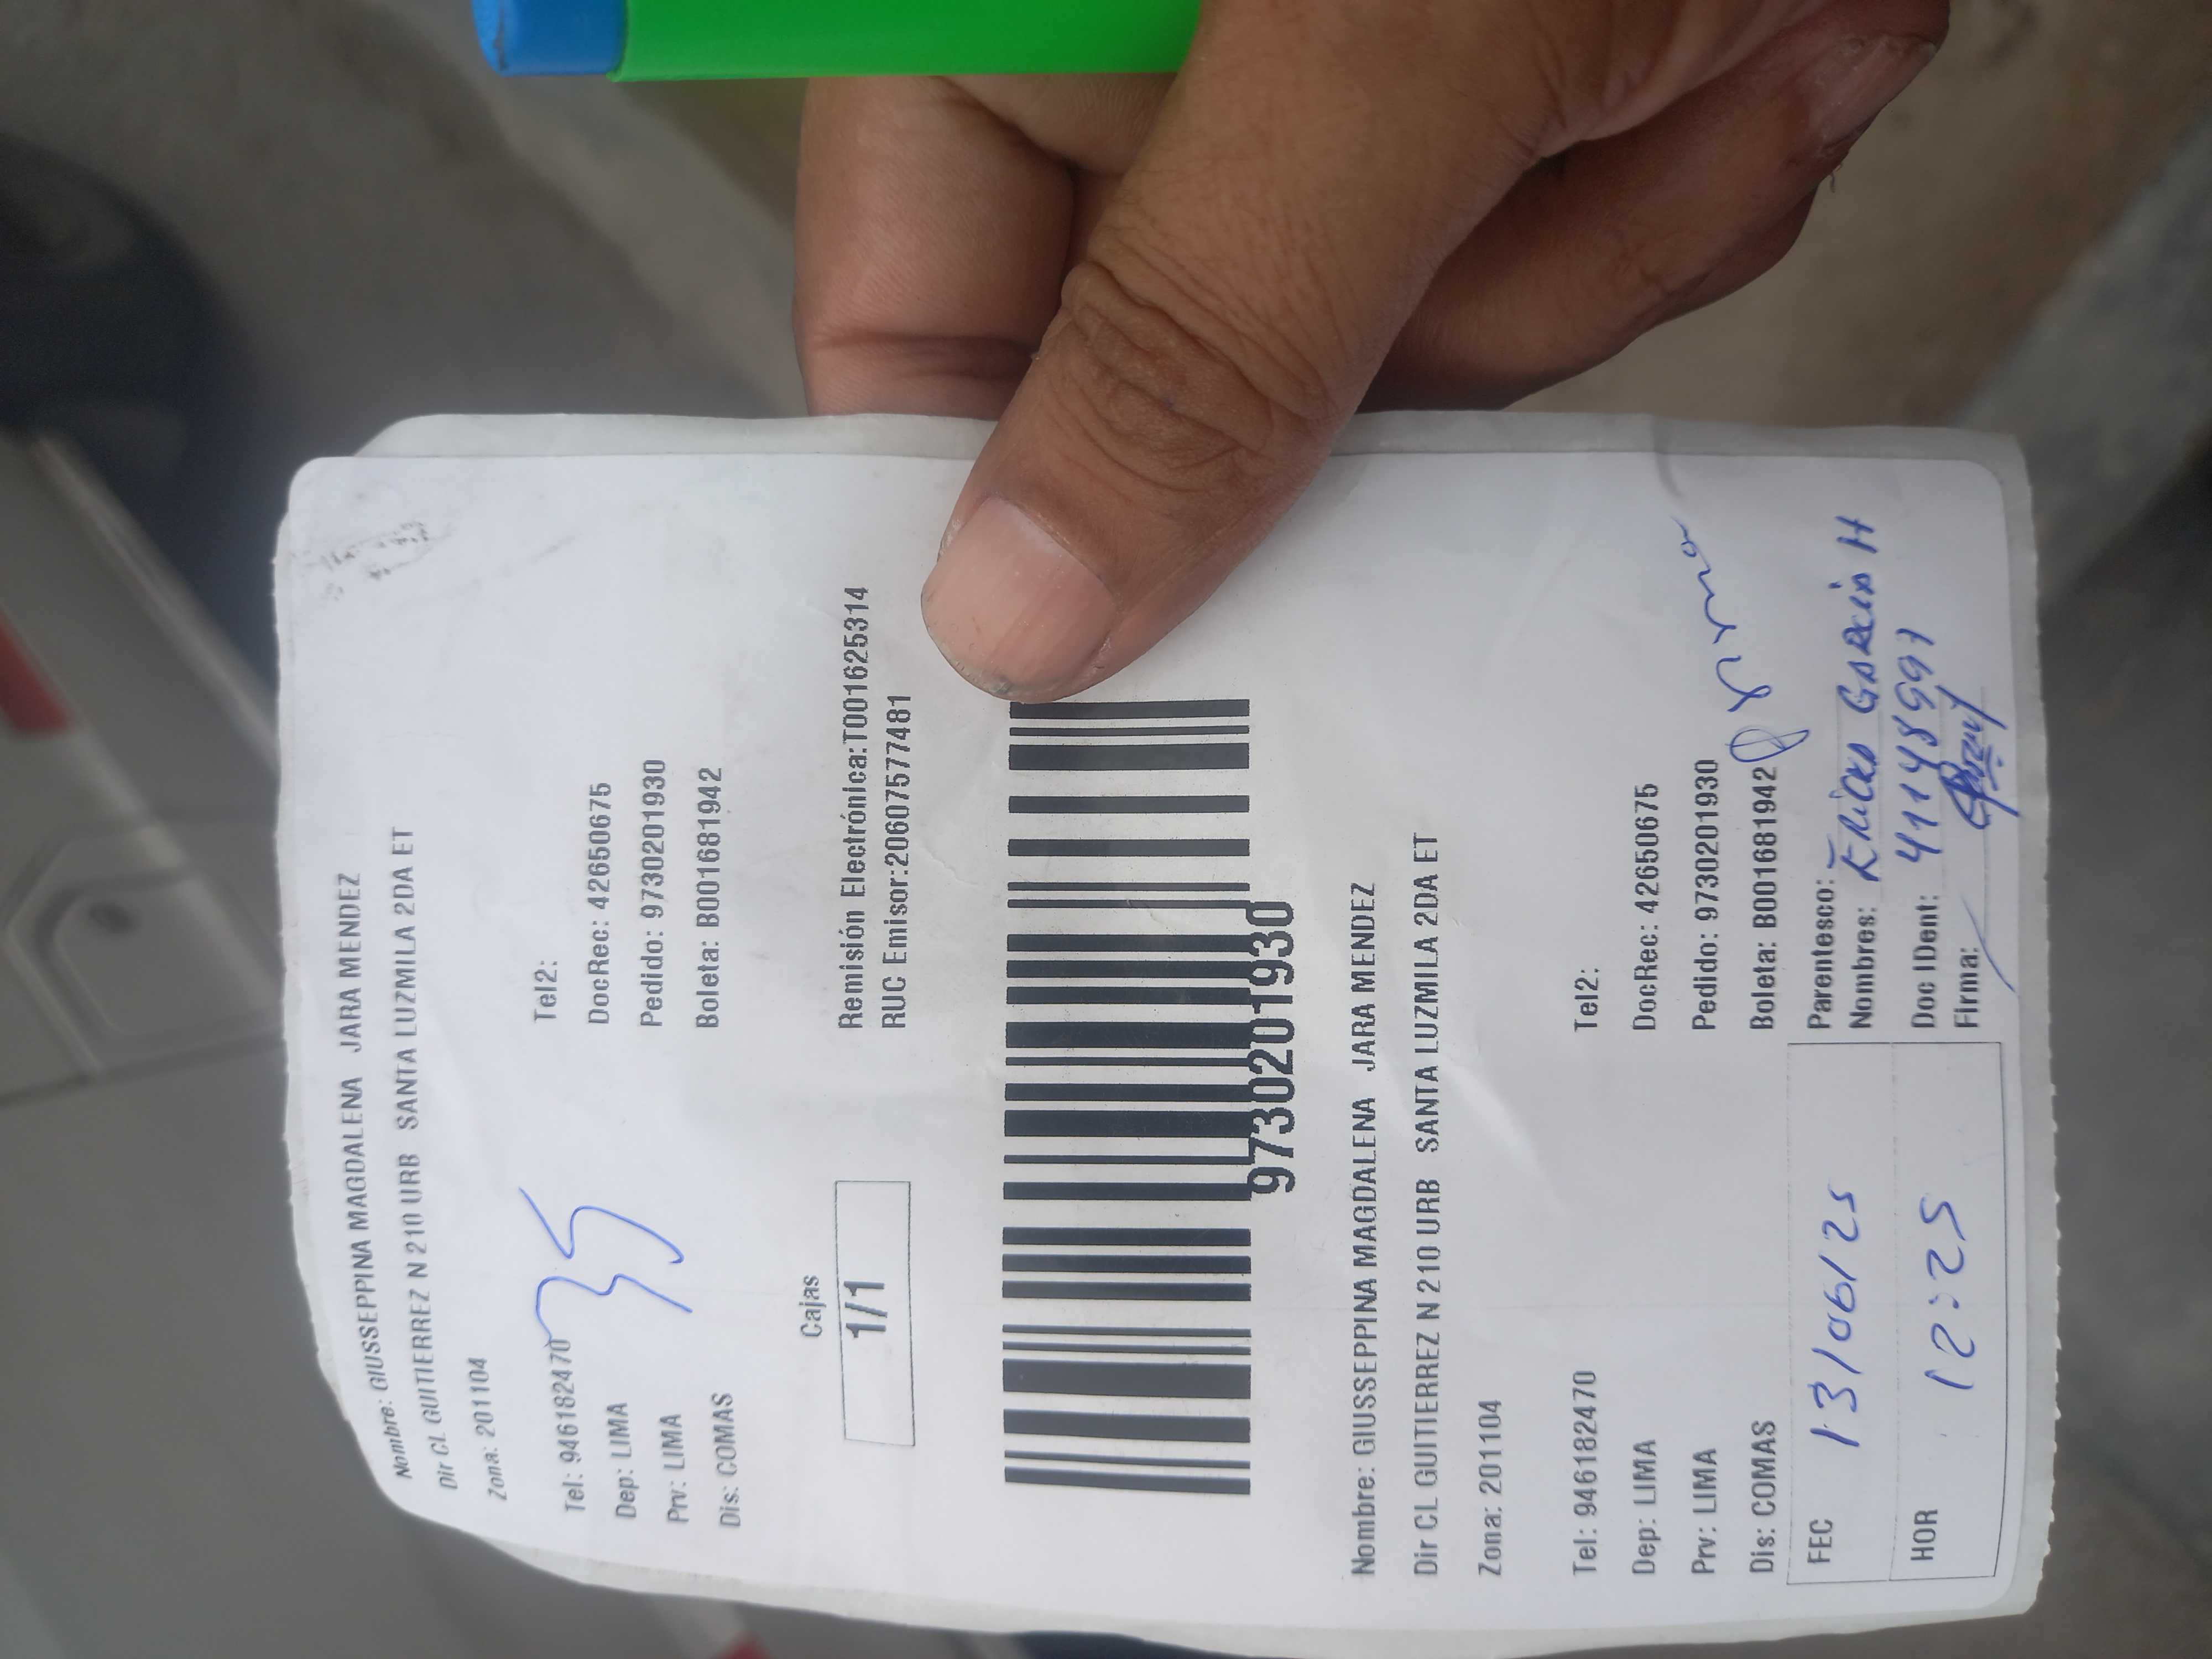 Nombre: GIUSSEPPINA MAGDALENA JARA MENDEZ
Dir CL GUITIERREZ N 210 URB SANTA LUZMILA 2DA ET
Zona: 201104
Tel: 946182470 Tel2:
Dep: LIMA DocRec: 42650675
Prv: LIMA Pedido: 97302201930
Dis: COMAS Boleta: B001681942
Cajas
1/1
Remisión Electrónica:T001625314
RUC Emisor:20607577481
97302201930
Nombre: GIUSSEPPINA MAGDALENA JARA MENDEZ
Dir CL GUITIERREZ N 210 URB SANTA LUZMILA 2DA ET
Zona: 201104
Tel: 946182470 Tel2:
Dep: LIMA DocRec: 42650675
Prv: LIMA Pedido: 97302201930
Dis: COMAS Boleta: B001681942
FEC 13/06/25
HOR 12:25
Parentesco:
Nombres: García H
Doc IDent:
Firma: